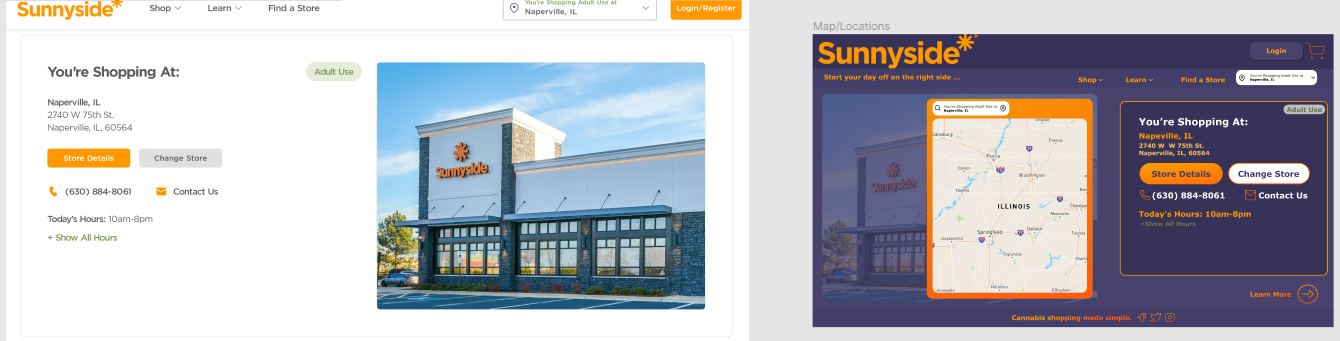 Sunnyside*
Shop
Learn
Find a Store
You're Shopping Adult Use at
Naperville, IL
Login/Register
You're Shopping At:
Adult Use
Naperville, IL
2740 W 75th St.
Naperville, IL, 60564
Store Details
Change Store
(630) 884-8061
Contact Us
Today's Hours: 10am-8pm
+ Show All Hours
Sunnyside
Map/Locations
Sunnyside*
Login
Start your day off on the right side ...
Shop
Learn
Find a Store
You're Shopping Adult Use at
Naperville, IL
You're Shopping Adult Use at
Naperville, IL
Sunnyside
Peoria
Bloomington
ILLINOIS
Springfield
Decatur
Effingham
Adult Use
You're Shopping At:
Napeville, IL
2740 W W 75th St.
Naperville, IL, 60564
Store Details
Change Store
(630) 884-8061
Contact Us
Today's Hours: 10am-8pm
+Show All Hours
Learn More
Cannabis shopping made simple.